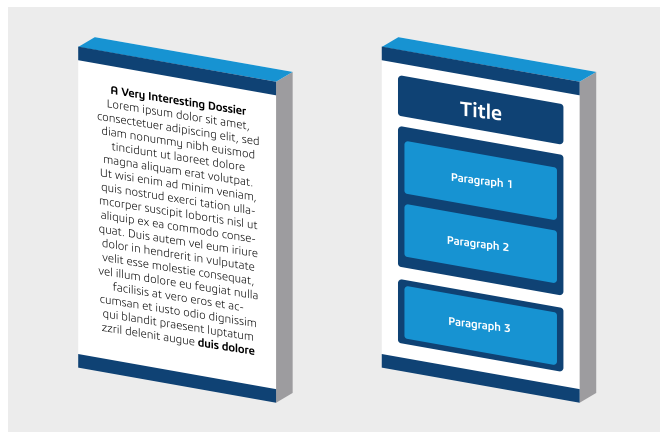 A Very Interesting Dossier
Lorem ipsum dolor sit amet,
consectetuer adipiscing elit, sed
diam nonummy nibh euismod
tincidunt ut laoreet dolore
magna aliquam erat volutpat.
Ut wisi enim ad minim veniam,
quis nostrud exerci tation ulla-
mcorper suscipit lobortis nisl ut
aliquip ex ea commodo conse-
quat. Duis autem vel eum iriure
dolor in hendrerit in vulputate
velit esse molestie consequat,
vel illum dolore eu feugiat nulla
facilisis at vero eros et ac-
cumsan et iusto odio dignissim
qui blandit praesent luptatum
zzril delenit augue duis dolore
Title
Paragraph 1
Paragraph 2
Paragraph 3